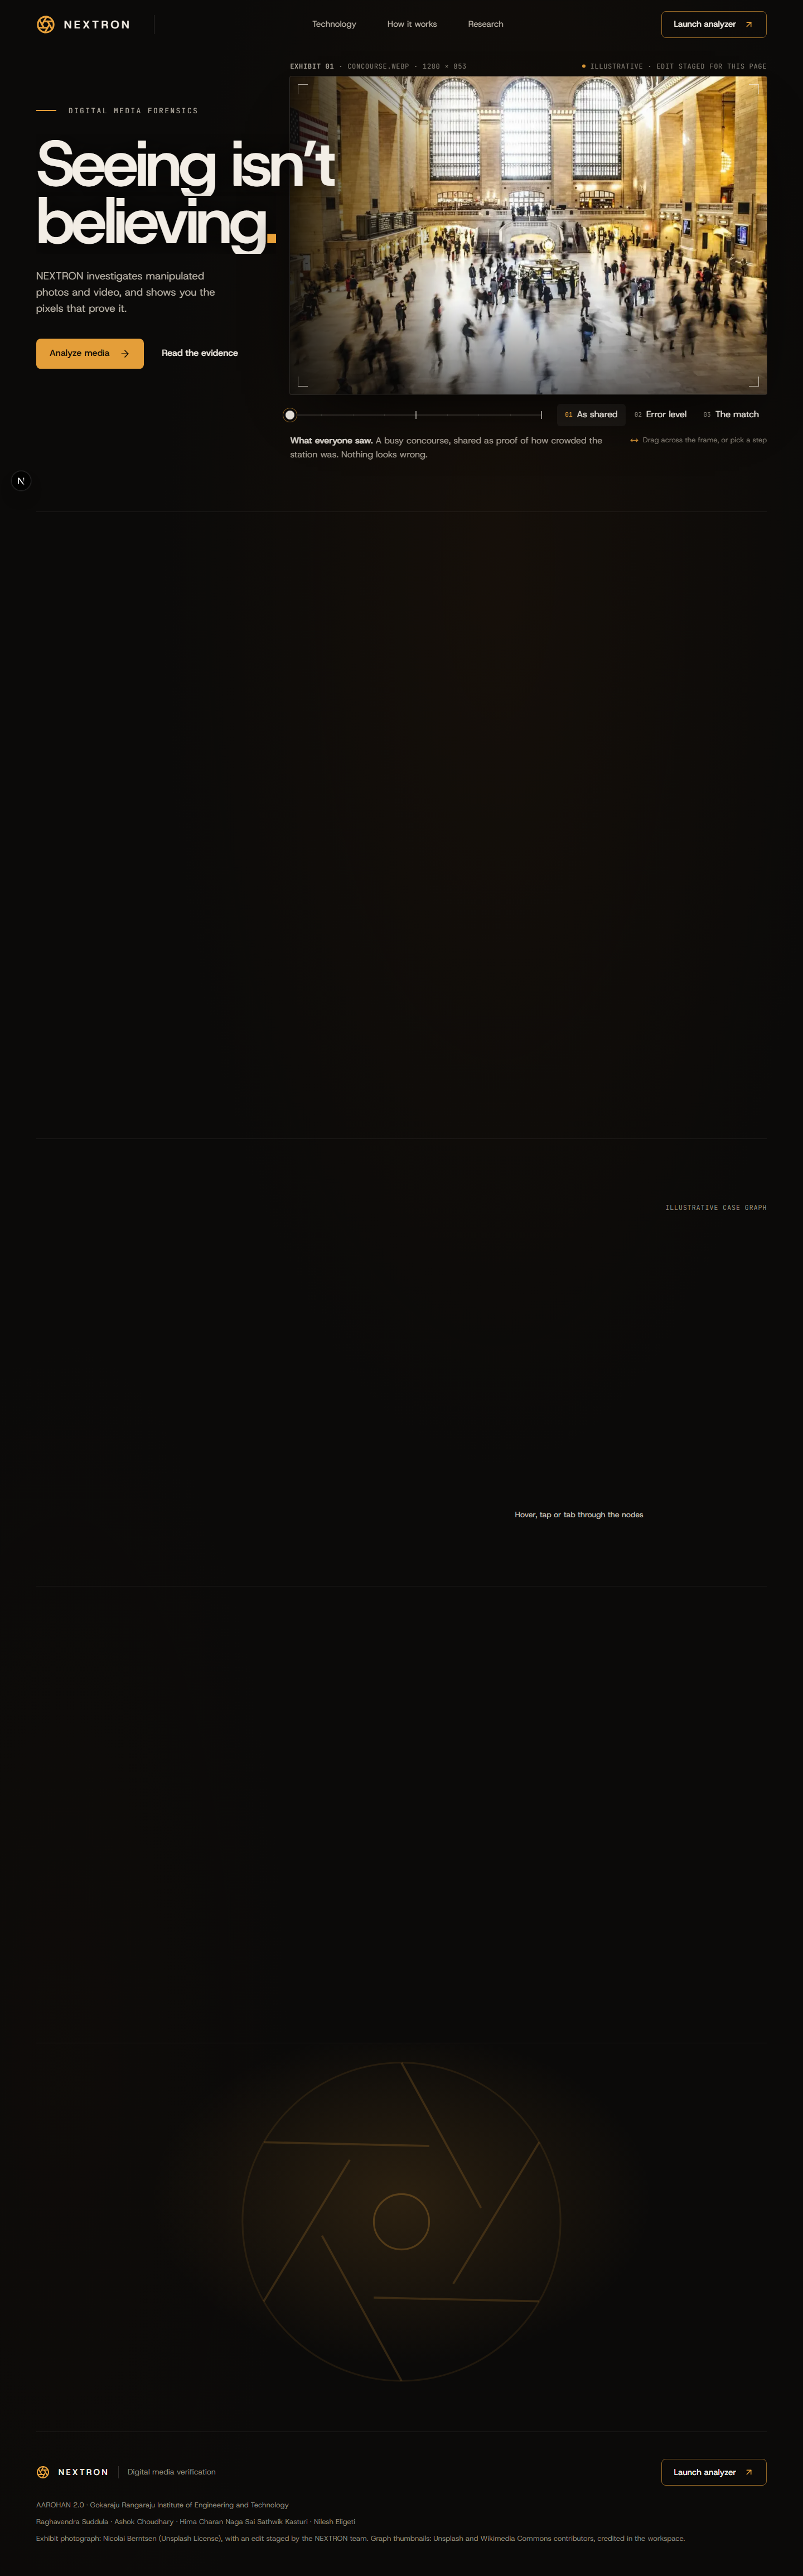 NEXTRON
Technology
How it works
Research
Launch analyzer
EXHIBIT 01 · CONCOURSE.WEBP · 1280 × 853
ILLUSTRATIVE · EDIT STAGED FOR THIS PAGE
DIGITAL MEDIA FORENSICS
Seeing isn't
believing.
NEXTRON investigates manipulated
photos and video, and shows you the
pixels that prove it.
Analyze media
Read the evidence
01 As shared
02 Error level
03 The match
What everyone saw. A busy concourse, shared as proof of how crowded the
station was. Nothing looks wrong.
Drag across the frame, or pick a step
N
ILLUSTRATIVE CASE GRAPH
Hover, tap or tab through the nodes
NEXTRON
Digital media verification
Launch analyzer
AAROHAN 2.0 · Gokaraju Rangaraju Institute of Engineering and Technology
Raghavendra Suddula · Ashok Choudhary · Hima Charan Naga Sai Sathwik Kasturi · Nilesh Eligeti
Exhibit photograph: Nicolai Berntsen (Unsplash License), with an edit staged by the NEXTRON team. Graph thumbnails: Unsplash and Wikimedia Commons contributors, credited in the workspace.